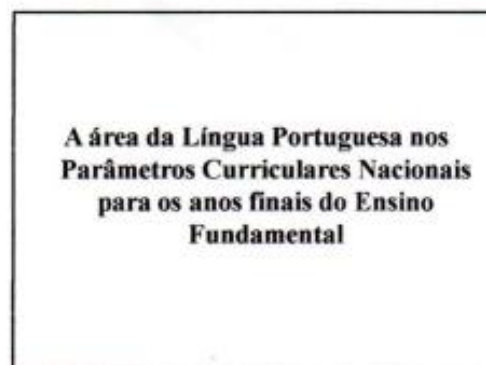 A área da Língua Portuguesa nos
Parâmetros Curriculares Nacionais
para os anos finais do Ensino
Fundamental